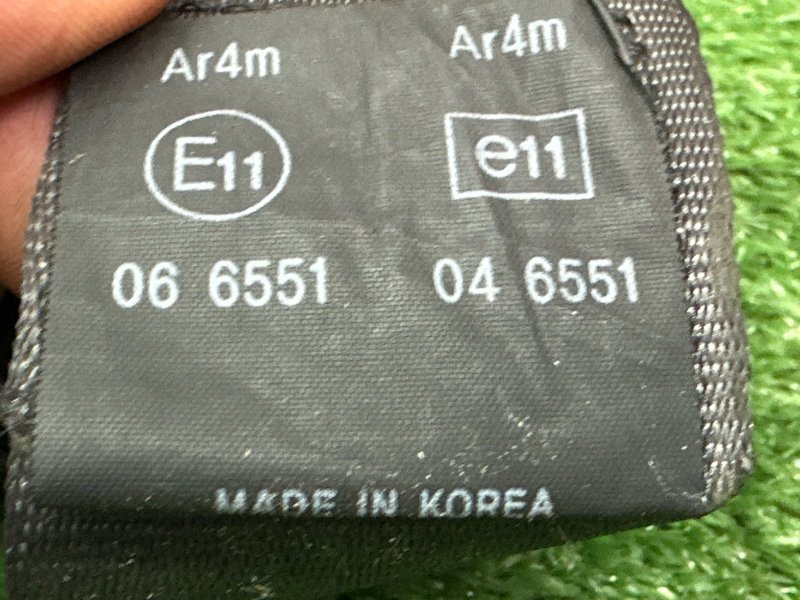 Ar4m Ar4m
E11 e11
06 6551 04 6551
MADE IN KOREA